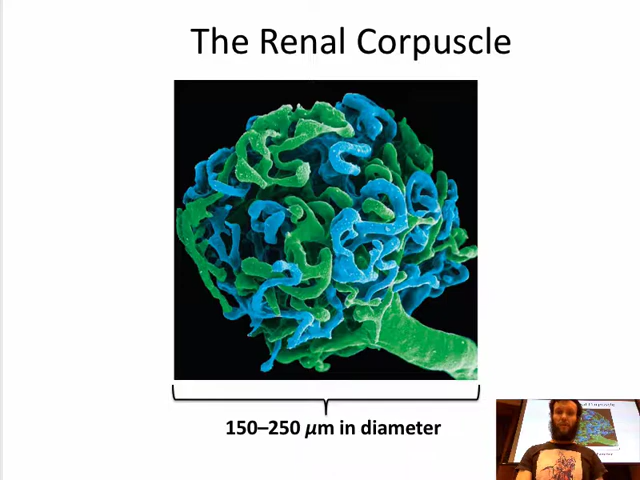 The Renal Corpuscle
150–250 μm in diameter